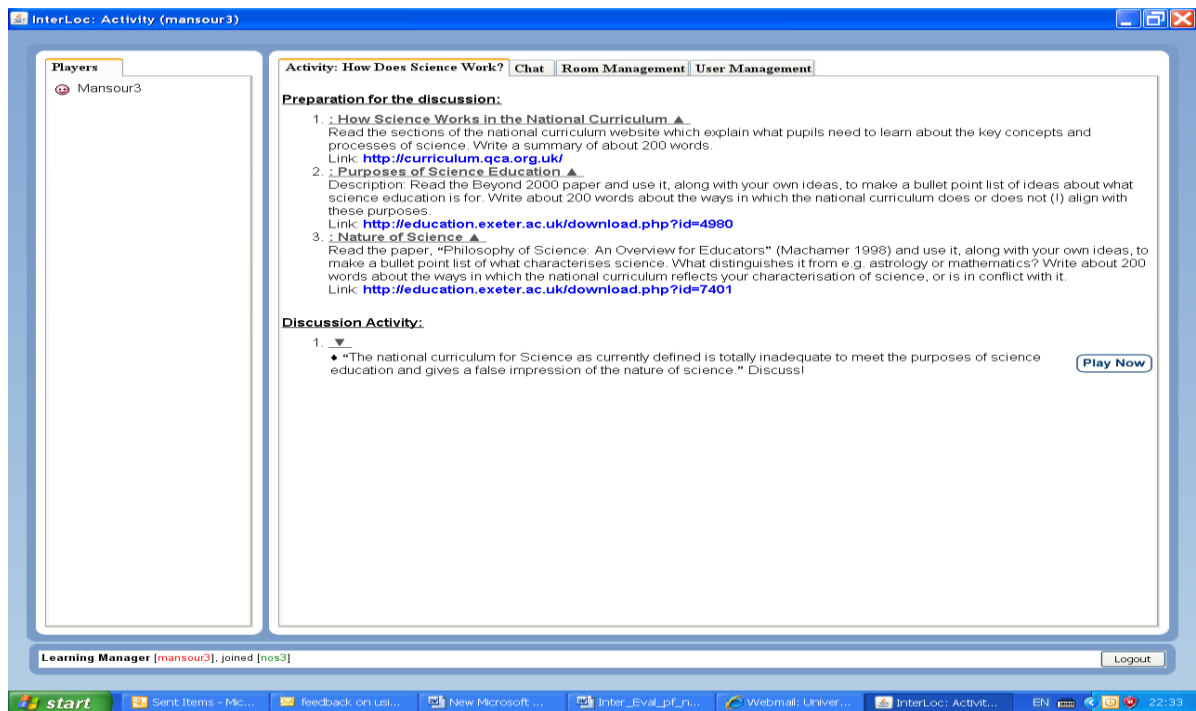 InterLoc: Activity (mansour3)
Players
Mansour3
Activity: How Does Science Work? Chat Room Management User Management
Preparation for the discussion:
1. : How Science Works in the National Curriculum ▲
Read the sections of the national curriculum website which explain what pupils need to learn about the key concepts and
processes of science. Write a summary of about 200 words.
Link: http://curriculum.qca.org.uk/
2. : Purposes of Science Education ▲
Description: Read the Beyond 2000 paper and use it, along with your own ideas, to make a bullet point list of ideas about what
science education is for. Write about 200 words about the ways in which the national curriculum does or does not (!) align with
these purposes.
Link: http://education.exeter.ac.uk/download.php?id=4980
3. : Nature of Science ▲
Read the paper, “Philosophy of Science: An Overview for Educators” (Machamer 1998) and use it, along with your own ideas, to
make a bullet point list of what characterises science. What distinguishes it from e.g. astrology or mathematics? Write about 200
words about the ways in which the national curriculum reflects your characterisation of science, or is in conflict with it.
Link: http://education.exeter.ac.uk/download.php?id=7401
Discussion Activity:
1. ▼
♦ “The national curriculum for Science as currently defined is totally inadequate to meet the purposes of science
education and gives a false impression of the nature of science.” Discuss!
Play Now
Learning Manager [mansour3], joined [nos3]
Logout
start Sent Items - Mic... feedback on usi... New Microsoft ... Inter_Eval_pf_n... Webmail: Univer... InterLoc: Activit... EN 22:33